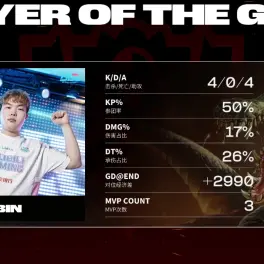 YER OF THE G
K/D/A
击杀/死亡/助攻
4/0/4
KP%
参团率
50%
DMG%
伤害占比
17%
DT%
承伤占比
26%
GD@END
对位经济差
+2990
MVP COUNT
MVP次数
3
BIN